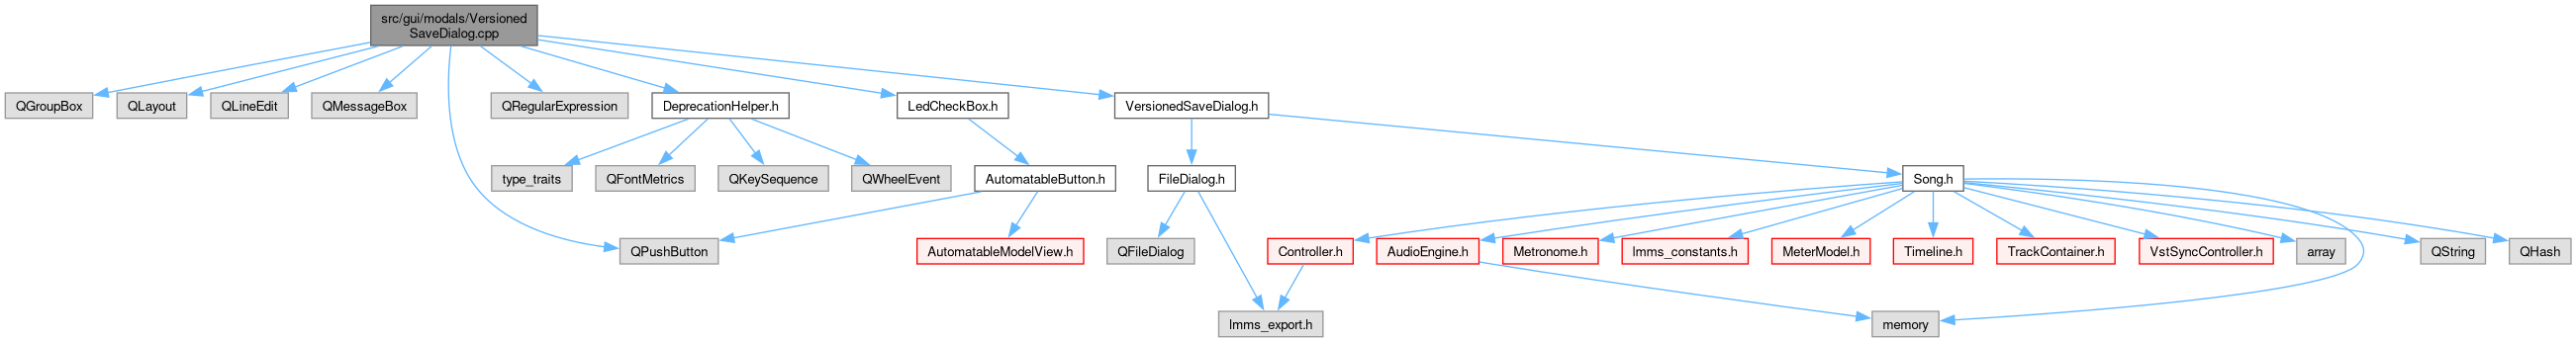 src/gui/modals/Versioned
SaveDialog.cpp
QGroupBox
QLayout
QLineEdit
QMessageBox
QRegularExpression
DeprecationHelper.h
LedCheckBox.h
VersionedSaveDialog.h
type_traits
QFontMetrics
QKeySequence
QWheelEvent
AutomatableButton.h
FileDialog.h
Song.h
QPushButton
AutomatableModelView.h
QFileDialog
Controller.h
AudioEngine.h
Metronome.h
lmms_constants.h
MeterModel.h
Timeline.h
TrackContainer.h
VstSyncController.h
array
QString
QHash
lmms_export.h
memory